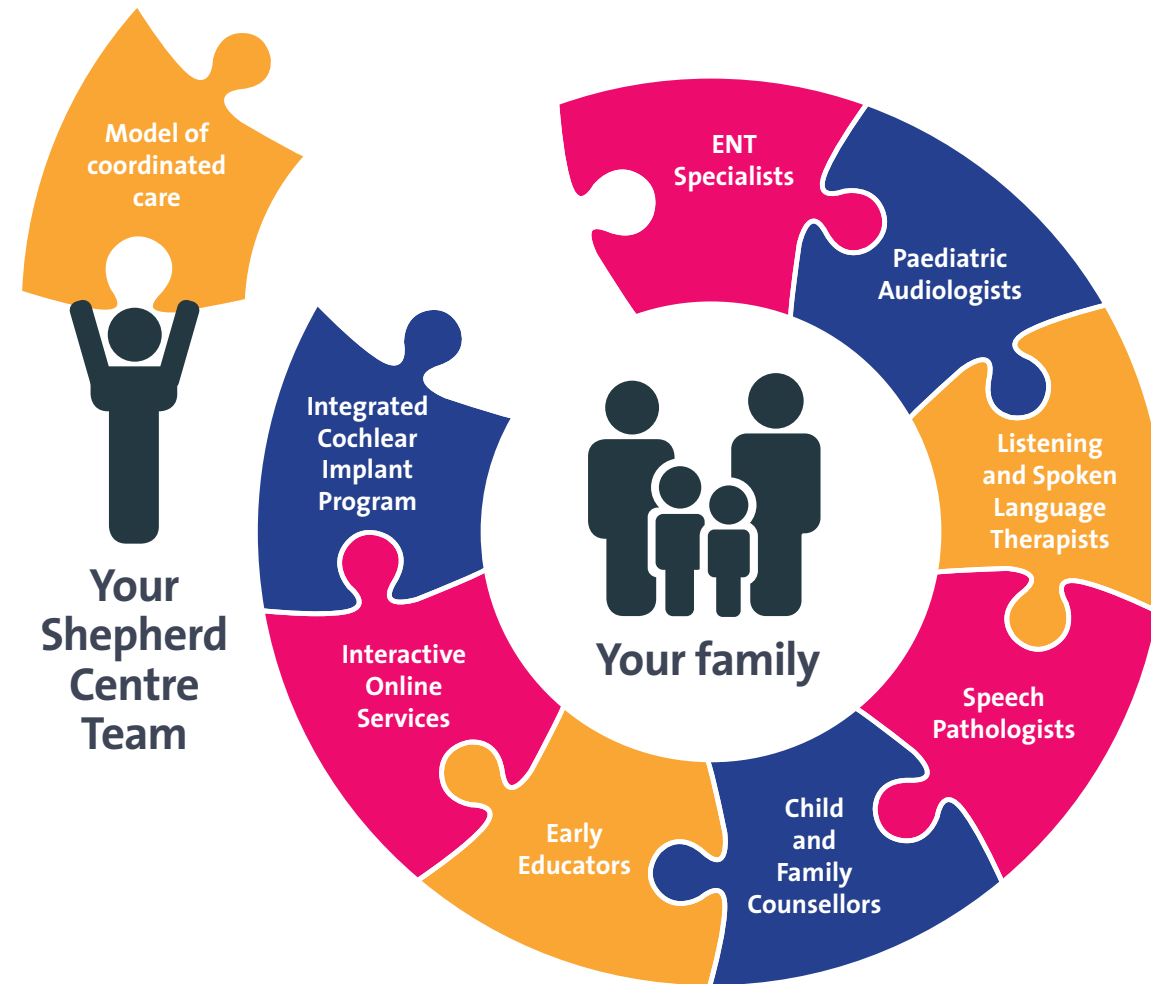 Model of
coordinated
care
ENT
Specialists
Paediatric
Audiologists
Listening
and Spoken
Language
Therapists
Speech
Pathologists
Child
and
Family
Counsellors
Early
Educators
Interactive
Online
Services
Integrated
Cochlear
Implant
Program
Your family
Your
Shepherd
Centre
Team